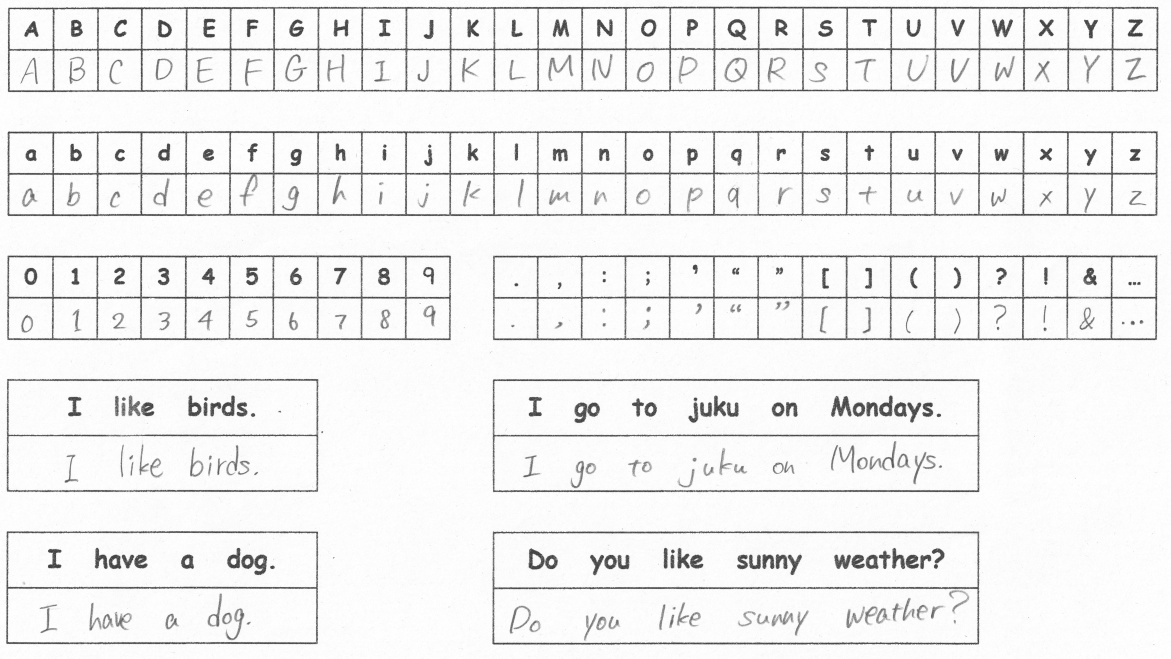 A B C D E F G H I J K L M N O P Q R S T U V W X Y Z
A B C D E F G H I J K L M N O P Q R S T U V W X Y Z
a b c d e f g h i j k l m n o p q r s t u v w x y z
a b c d e f g h i j k l m n o p q r s t u v w x y z
0 1 2 3 4 5 6 7 8 9 . , : ; ’ “ ” [ ] ( ) ? ! & …
0 1 2 3 4 5 6 7 8 9 . , : ; ’ “ ” [ ] ( ) ? ! & …
I like birds.
I like birds.
I go to juku on Mondays.
I go to juku on Mondays.
I have a dog.
I have a dog.
Do you like sunny weather?
Do you like sunny weather?